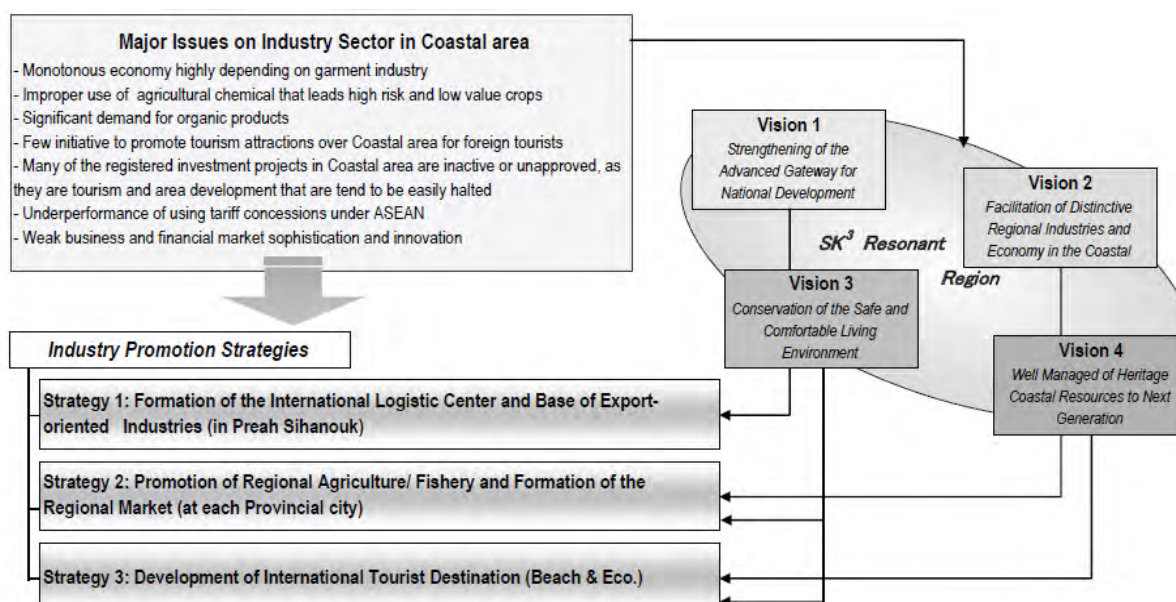 Major Issues on Industry Sector in Coastal area
- Monotonous economy highly depending on garment industry
- Improper use of agricultural chemical that leads high risk and low value crops
- Significant demand for organic products
- Few initiative to promote tourism attractions over Coastal area for foreign tourists
- Many of the registered investment projects in Coastal area are inactive or unapproved, as
they are tourism and area development that are tend to be easily halted
- Underperformance of using tariff concessions under ASEAN
- Weak business and financial market sophistication and innovation
Vision 1
Strengthening of the
Advanced Gateway for
National Development
Vision 2
Facilitation of Distinctive
Regional Industries and
Economy in the Coastal
SK³ Resonant
Region
Vision 3
Conservation of the Safe and
Comfortable Living
Environment
Vision 4
Well Managed of Heritage
Coastal Resources to Next
Generation
Industry Promotion Strategies
Strategy 1: Formation of the International Logistic Center and Base of Export-
oriented Industries (in Preah Sihanouk)
Strategy 2: Promotion of Regional Agriculture/ Fishery and Formation of the
Regional Market (at each Provincial city)
Strategy 3: Development of International Tourist Destination (Beach & Eco.)